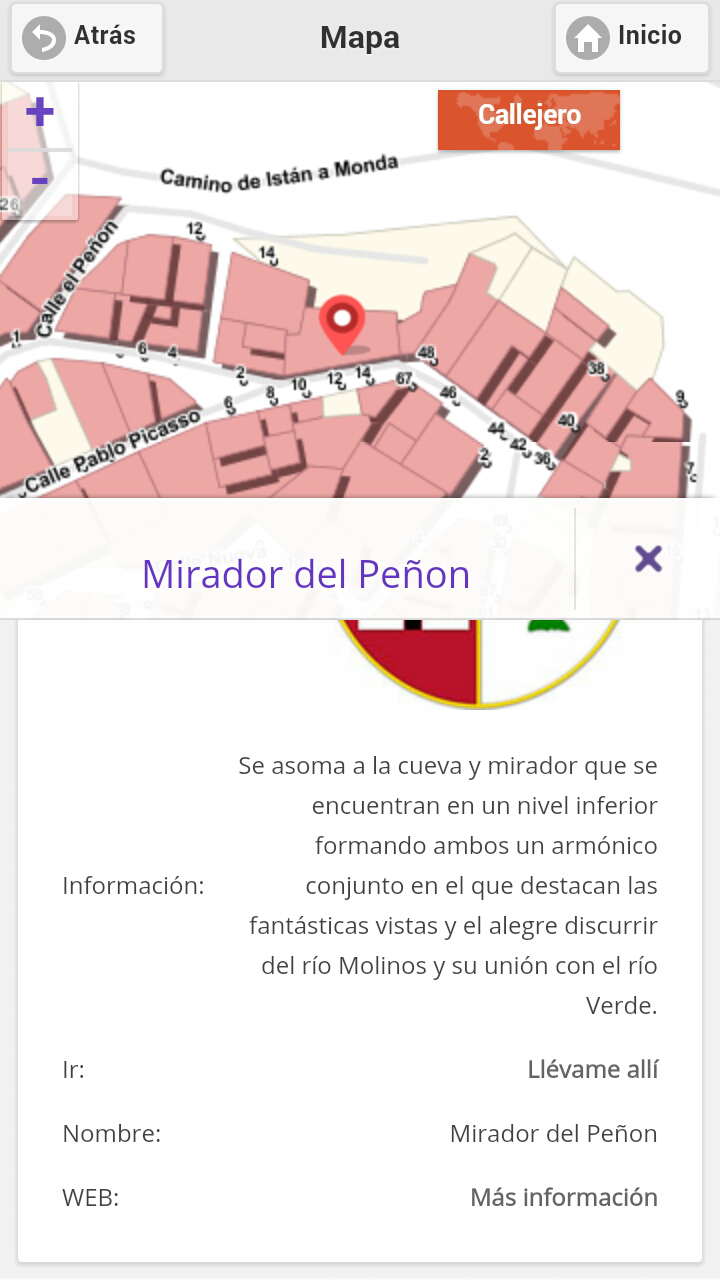 Atrás
Mapa
Inicio
+
Callejero
-
Camino de Istán a Monda
26
Calle el Peñon
12
14
1
6
4
48
2
10
12
14
67
38
6
8
46
9
40
44
42
36
2
7
Calle Pablo Picasso
Mirador del Peñon
Se asoma a la cueva y mirador que se
encuentran en un nivel inferior
formando ambos un armónico
Información:
conjunto en el que destacan las
fantásticas vistas y el alegre discurrir
del río Molinos y su unión con el río
Verde.
Ir:
Llévame allí
Nombre:
Mirador del Peñon
WEB:
Más información